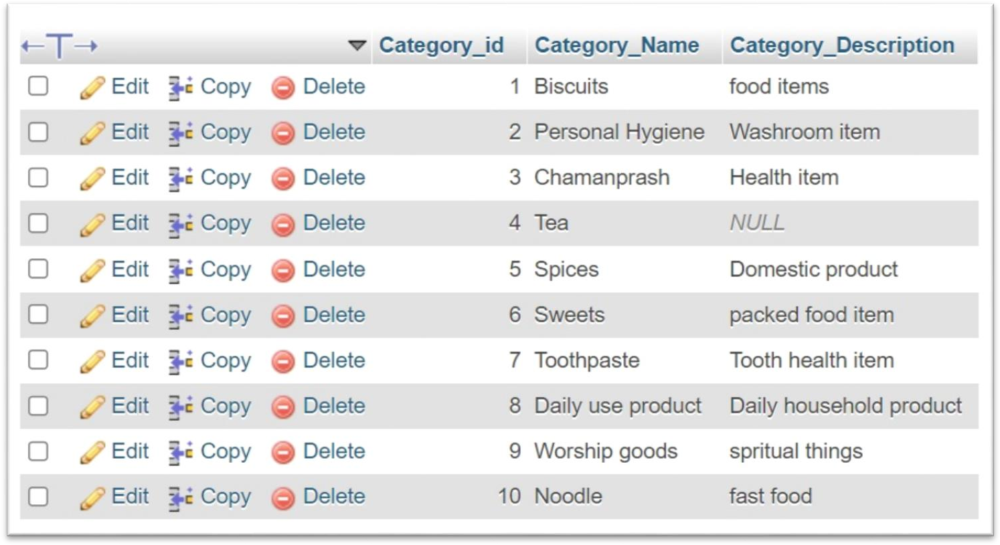 Category_id Category_Name Category_Description
Edit Copy Delete 1 Biscuits food items
Edit Copy Delete 2 Personal Hygiene Washroom item
Edit Copy Delete 3 Chamanprash Health item
Edit Copy Delete 4 Tea NULL
Edit Copy Delete 5 Spices Domestic product
Edit Copy Delete 6 Sweets packed food item
Edit Copy Delete 7 Toothpaste Tooth health item
Edit Copy Delete 8 Daily use product Daily household product
Edit Copy Delete 9 Worship goods spritual things
Edit Copy Delete 10 Noodle fast food